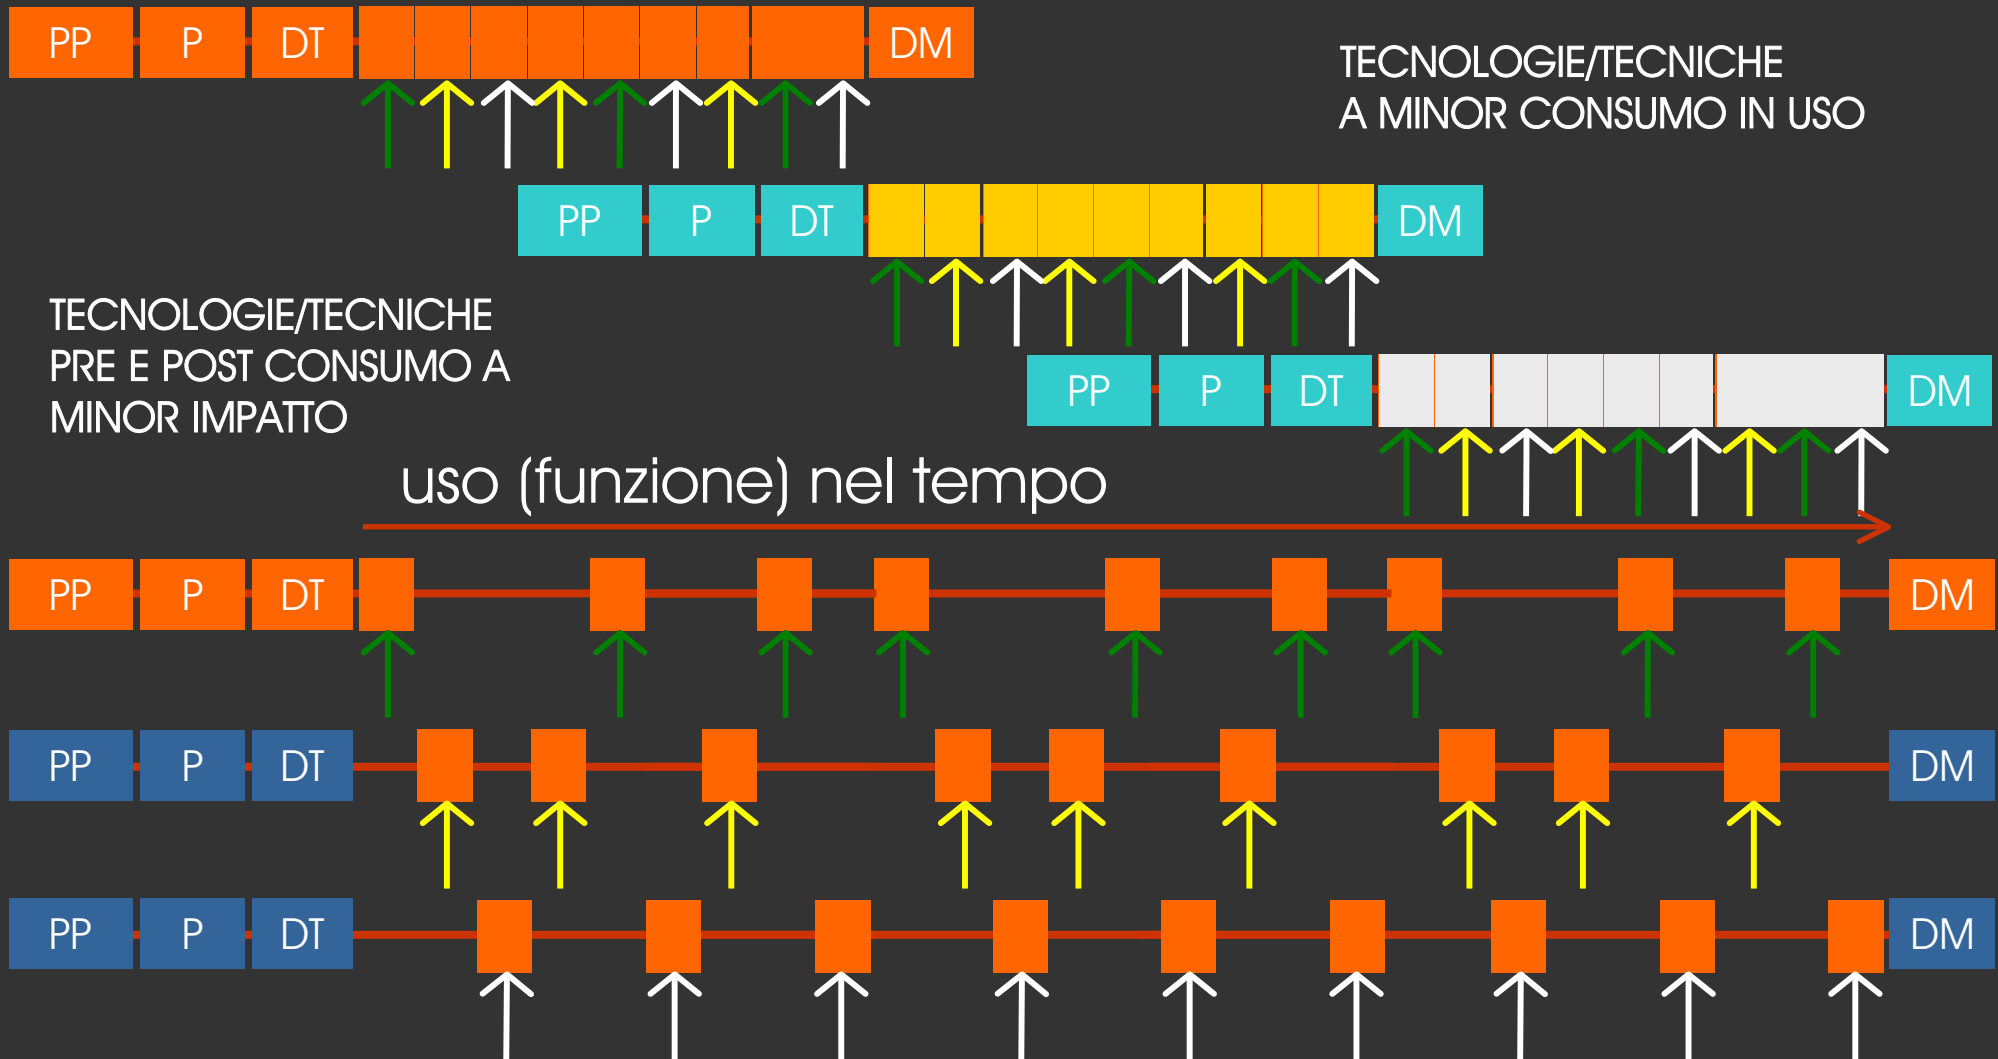 PP P DT DM
TECNOLOGIE/TECNICHE
A MINOR CONSUMO IN USO
PP P DT DM
TECNOLOGIE/TECNICHE
PRE E POST CONSUMO A
MINOR IMPATTO
PP P DT DM
uso (funzione) nel tempo
PP P DT DM
PP P DT DM
PP P DT DM